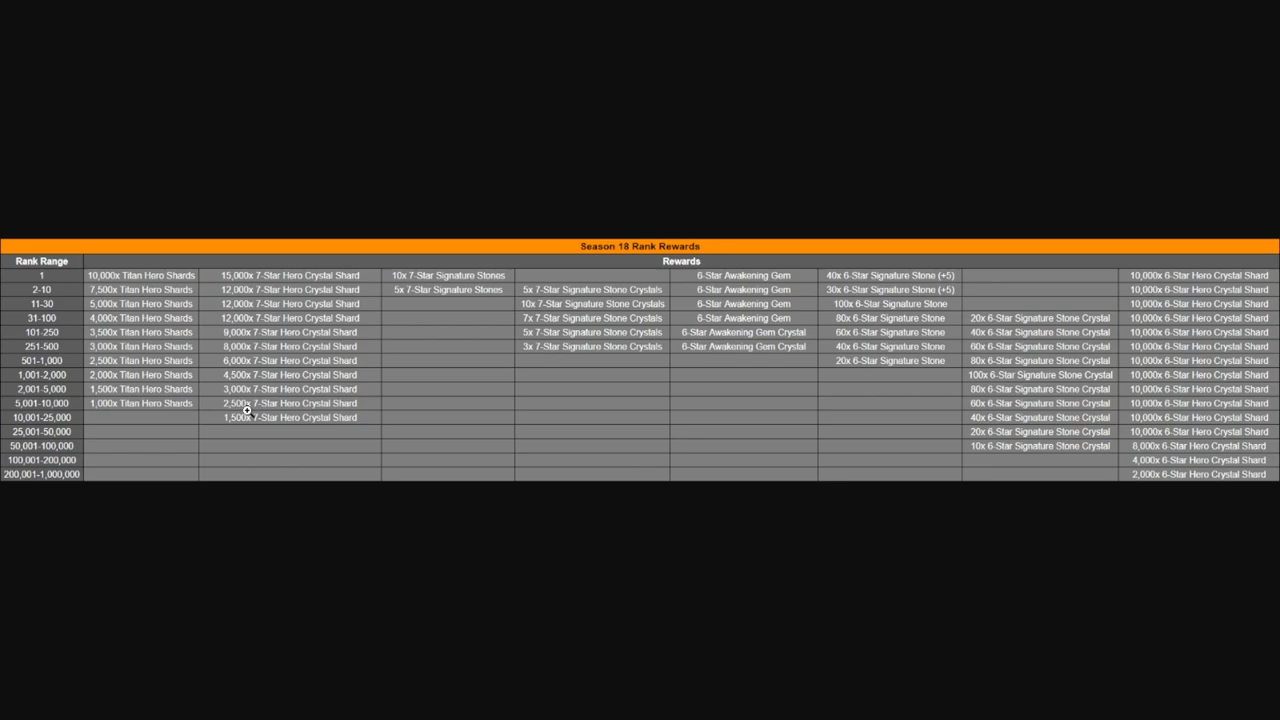 Season 18 Rank Rewards
Rank Range Rewards
1 10,000x Titan Hero Shards 15,000x 7-Star Hero Crystal Shard 10x 7-Star Signature Stones 6-Star Awakening Gem 40x 6-Star Signature Stone (+5) 10,000x 6-Star Hero Crystal Shard
2-10 7,500x Titan Hero Shards 12,000x 7-Star Hero Crystal Shard 5x 7-Star Signature Stones 5x 7-Star Signature Stone Crystals 6-Star Awakening Gem 30x 6-Star Signature Stone (+5) 10,000x 6-Star Hero Crystal Shard
11-30 5,000x Titan Hero Shards 12,000x 7-Star Hero Crystal Shard 10x 7-Star Signature Stone Crystals 6-Star Awakening Gem 100x 6-Star Signature Stone 10,000x 6-Star Hero Crystal Shard
31-100 4,000x Titan Hero Shards 12,000x 7-Star Hero Crystal Shard 7x 7-Star Signature Stone Crystals 6-Star Awakening Gem 80x 6-Star Signature Stone 20x 6-Star Signature Stone Crystal 10,000x 6-Star Hero Crystal Shard
101-250 3,500x Titan Hero Shards 9,000x 7-Star Hero Crystal Shard 5x 7-Star Signature Stone Crystals 6-Star Awakening Gem Crystal 60x 6-Star Signature Stone 40x 6-Star Signature Stone Crystal 10,000x 6-Star Hero Crystal Shard
251-500 3,000x Titan Hero Shards 8,000x 7-Star Hero Crystal Shard 3x 7-Star Signature Stone Crystals 6-Star Awakening Gem Crystal 40x 6-Star Signature Stone 60x 6-Star Signature Stone Crystal 10,000x 6-Star Hero Crystal Shard
501-1,000 2,500x Titan Hero Shards 6,000x 7-Star Hero Crystal Shard 20x 6-Star Signature Stone 80x 6-Star Signature Stone Crystal 10,000x 6-Star Hero Crystal Shard
1,001-2,000 2,000x Titan Hero Shards 4,500x 7-Star Hero Crystal Shard 100x 6-Star Signature Stone Crystal 10,000x 6-Star Hero Crystal Shard
2,001-5,000 1,500x Titan Hero Shards 3,000x 7-Star Hero Crystal Shard 80x 6-Star Signature Stone Crystal 10,000x 6-Star Hero Crystal Shard
5,001-10,000 1,000x Titan Hero Shards 2,500x 7-Star Hero Crystal Shard 60x 6-Star Signature Stone Crystal 10,000x 6-Star Hero Crystal Shard
10,001-25,000 1,500x 7-Star Hero Crystal Shard 40x 6-Star Signature Stone Crystal 10,000x 6-Star Hero Crystal Shard
25,001-50,000 20x 6-Star Signature Stone Crystal 10,000x 6-Star Hero Crystal Shard
50,001-100,000 10x 6-Star Signature Stone Crystal 8,000x 6-Star Hero Crystal Shard
100,001-200,000 4,000x 6-Star Hero Crystal Shard
200,001-1,000,000 2,000x 6-Star Hero Crystal Shard